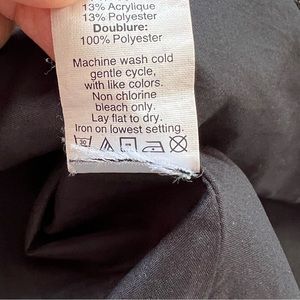 13% Acrylique
13% Polyester
Doublure:
100% Polyester
Machine wash cold
gentle cycle,
with like colors.
Non chlorine
bleach only.
Lay flat to dry.
Iron on lowest setting.
30